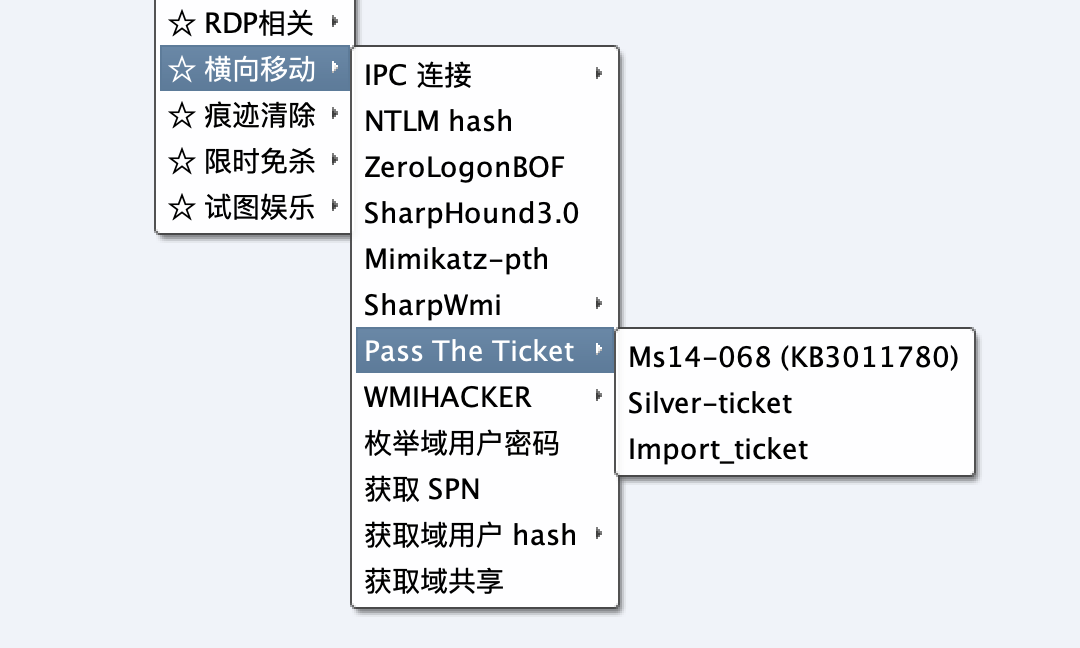 ☆ RDP相关
☆ 横向移动
☆ 痕迹清除
☆ 限时免杀
☆ 试图娱乐
IPC 连接
NTLM hash
ZeroLogonBOF
SharpHound3.0
Mimikatz-pth
SharpWmi
Pass The Ticket
WMIHACKER
枚举域用户密码
获取 SPN
获取域用户 hash
获取域共享
Ms14-068 (KB3011780)
Silver-ticket
Import_ticket